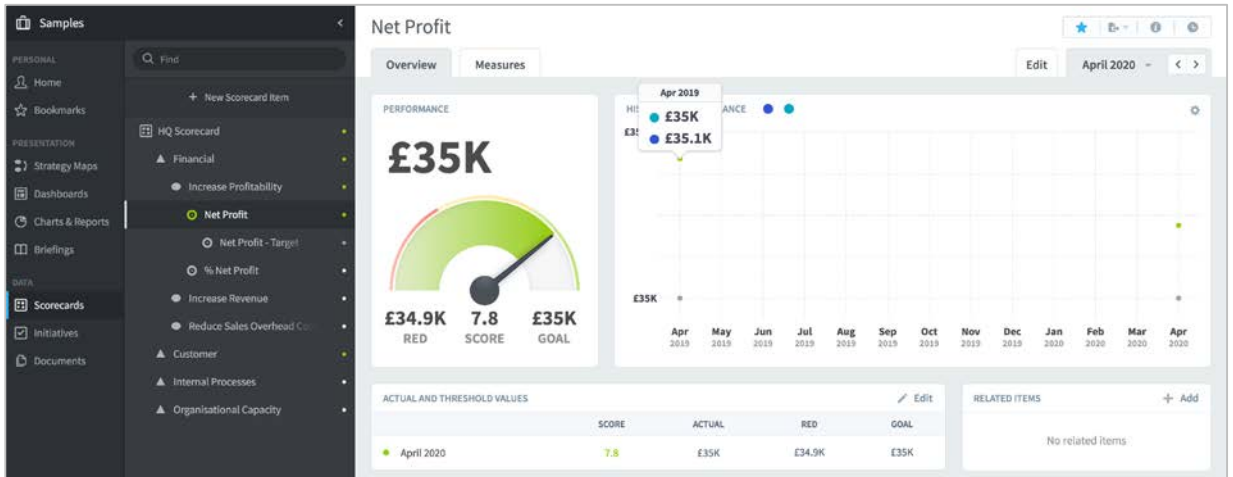 Samples
PERSONAL
Home
Bookmarks
PRESENTATION
Strategy Maps
Dashboards
Charts & Reports
Briefings
DATA
Scorecards
Initiatives
Documents
Find
+ New Scorecard Item
HQ Scorecard
Financial
Increase Profitability
Net Profit
Net Profit - Target
% Net Profit
Increase Revenue
Reduce Sales Overhead
Customer
Internal Processes
Organisational Capacity
Net Profit
Overview Measures Edit April 2020
PERFORMANCE
£35K
£34.9K 7.8 £35K
RED SCORE GOAL
Apr 2019
£35K
£35.1K
HIS ANCE
£35
£35K
Apr May Jun Jul Aug Sep Oct Nov Dec Jan Feb Mar Apr
2019 2019 2019 2019 2019 2019 2019 2019 2019 2020 2020 2020 2020
ACTUAL AND THRESHOLD VALUES Edit
SCORE ACTUAL RED GOAL
April 2020 7.8 £35K £34.9K £35K
RELATED ITEMS + Add
No related items